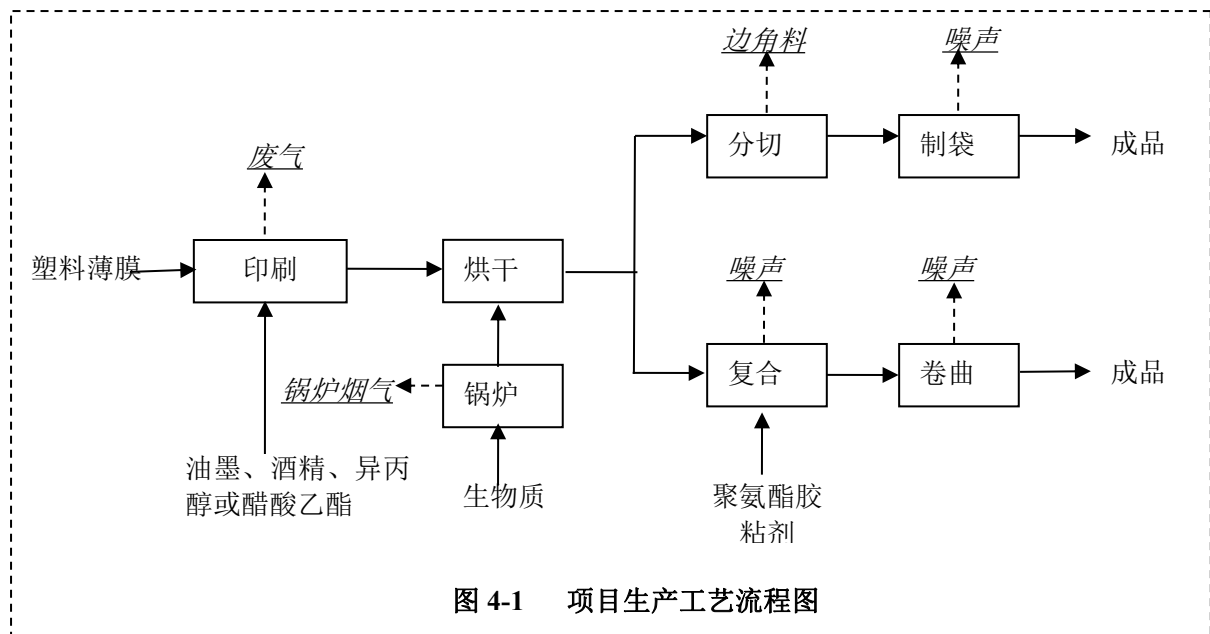 边角料
噪声
分切
制袋
成品
废气
塑料薄膜
印刷
烘干
噪声
噪声
锅炉烟气
锅炉
复合
卷曲
成品
油墨、酒精、异丙
醇或醋酸乙酯
生物质
聚氨酯胶
粘剂
图 4-1 项目生产工艺流程图